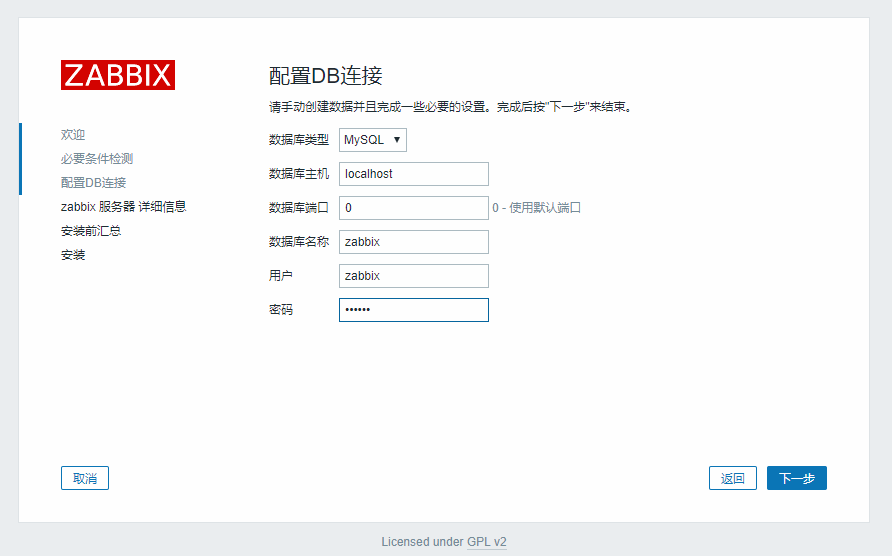 ZABBIX
欢迎
必要条件检测
配置DB连接
zabbix 服务器 详细信息
安装前汇总
安装
配置DB连接
请手动创建数据并且完成一些必要的设置。完成后按"下一步"来结束。
数据库类型 MySQL
数据库主机 localhost
数据库端口 0 0 - 使用默认端口
数据库名称 zabbix
用户 zabbix
密码 ••••••
取消 返回 下一步
Licensed under GPL v2